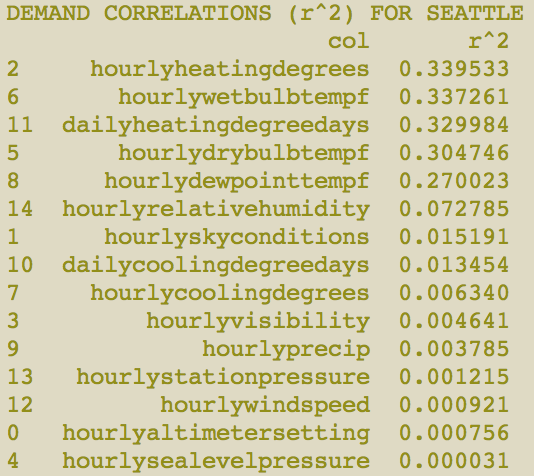 DEMAND CORRELATIONS (r^2) FOR SEATTLE
col r^2
2 hourlyheatingdegrees 0.339533
6 hourlywetbulbtempf 0.337261
11 dailyheatingdegreedays 0.329984
5 hourlydrybulbtempf 0.304746
8 hourlydewpointtempf 0.270023
14 hourlyrelativehumidity 0.072785
1 hourlyskyconditions 0.015191
10 dailycoolingdegreedays 0.013454
7 hourlycoolingdegrees 0.006340
3 hourlyvisibility 0.004641
9 hourlyprecip 0.003785
13 hourlystationpressure 0.001215
12 hourlywindspeed 0.000921
0 hourlyaltimetersetting 0.000756
4 hourlysealevelpressure 0.000031